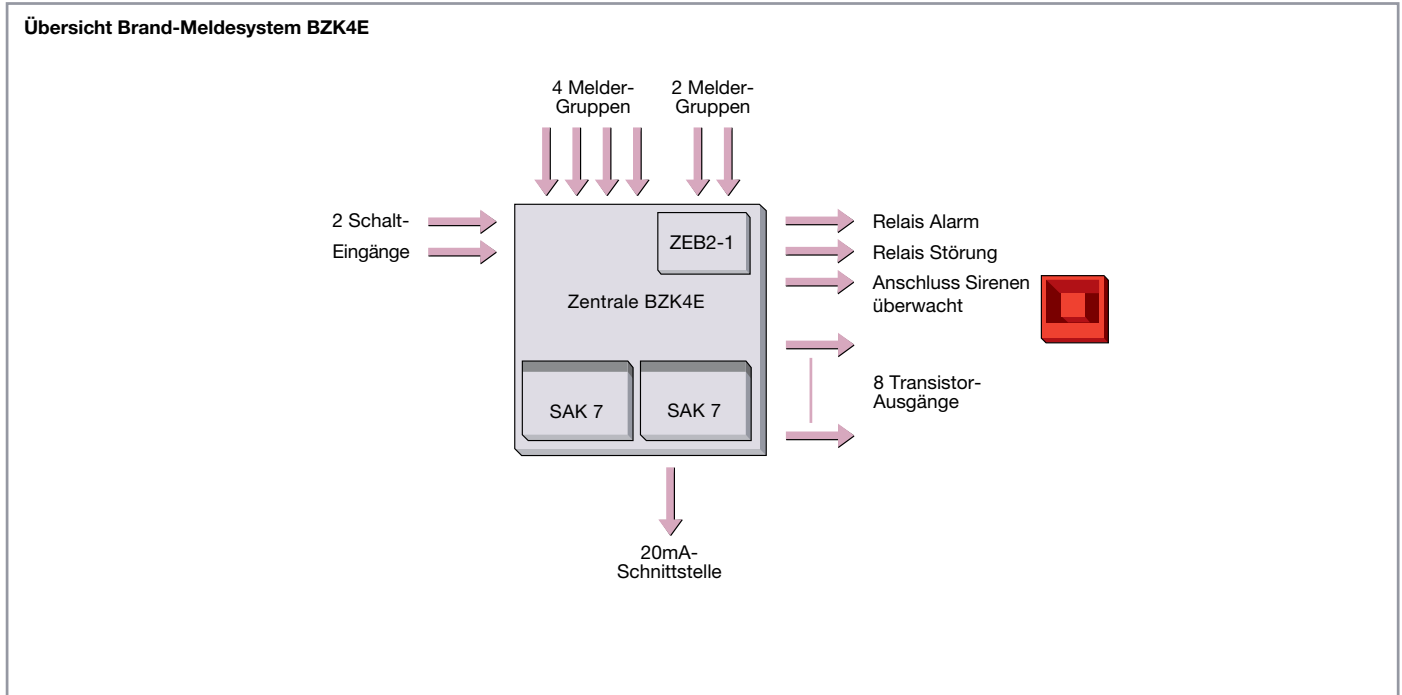 Übersicht Brand-Meldesystem BZK4E
4 Melder-
Gruppen
2 Melder-
Gruppen
2 Schalt-
Eingänge
ZEB2-1
Zentrale BZK4E
SAK 7
SAK 7
Relais Alarm
Relais Störung
Anschluss Sirenen
überwacht
8 Transistor-
Ausgänge
20mA-
Schnittstelle